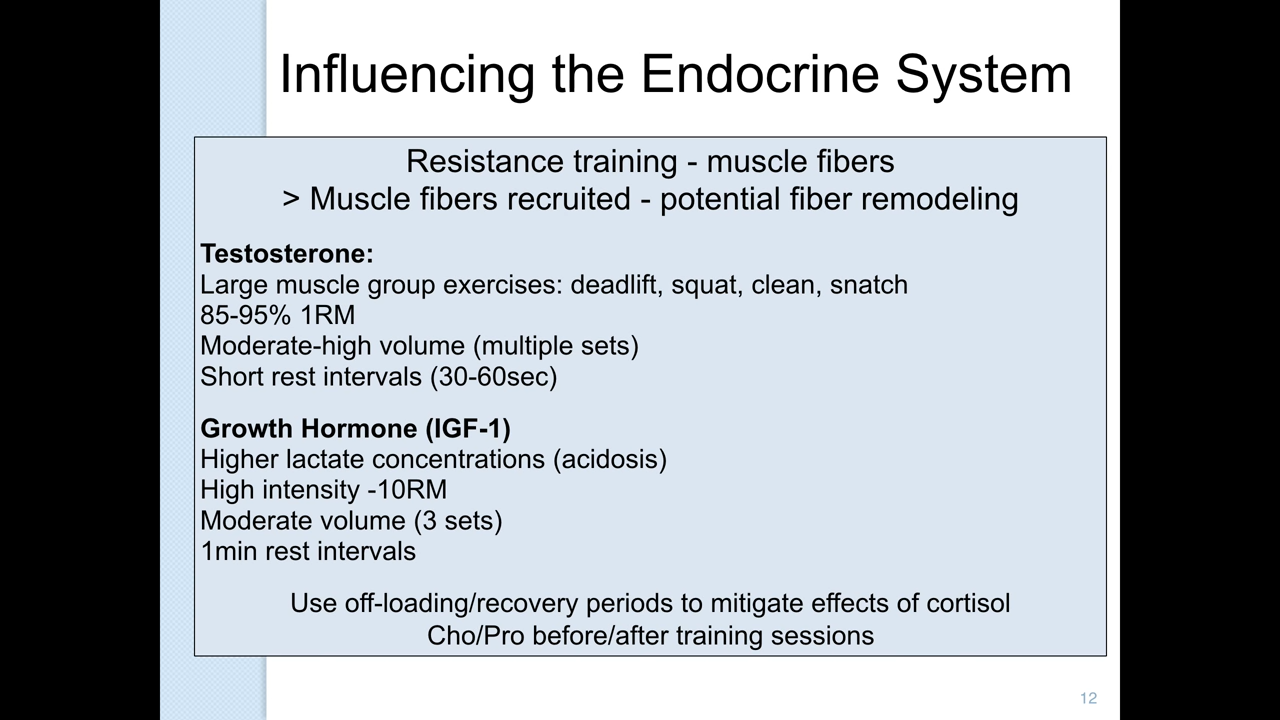 Influencing the Endocrine System
Resistance training - muscle fibers
> Muscle fibers recruited - potential fiber remodeling
Testosterone:
Large muscle group exercises: deadlift, squat, clean, snatch
85-95% 1RM
Moderate-high volume (multiple sets)
Short rest intervals (30-60sec)
Growth Hormone (IGF-1)
Higher lactate concentrations (acidosis)
High intensity -10RM
Moderate volume (3 sets)
1min rest intervals
Use off-loading/recovery periods to mitigate effects of cortisol
Cho/Pro before/after training sessions
12